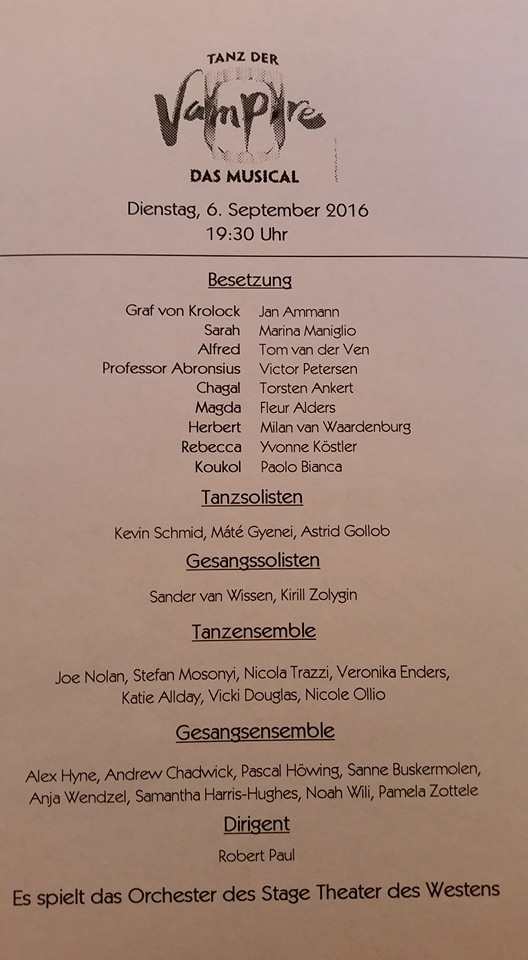 TANZ DER
Vampire
DAS MUSICAL
Dienstag, 6. September 2016
19:30 Uhr
Besetzung
Graf von Krolock Jan Ammann
Sarah Marina Maniglio
Alfred Tom van der Ven
Professor Abronsius Victor Petersen
Chagal Torsten Ankert
Magda Fleur Alders
Herbert Milan van Waardenburg
Rebecca Yvonne Köstler
Koukol Paolo Bianca
Tanzsolisten
Kevin Schmid, Máté Gyenei, Astrid Gollob
Gesangssolisten
Sander van Wissen, Kirill Zolygin
Tanzensemble
Joe Nolan, Stefan Mosonyi, Nicola Trazzi, Veronika Enders,
Katie Allday, Vicki Douglas, Nicole Ollio
Gesangsensemble
Alex Hyne, Andrew Chadwick, Pascal Höwing, Sanne Buskermolen,
Anja Wendzel, Samantha Harris-Hughes, Noah Wili, Pamela Zottele
Dirigent
Robert Paul
Es spielt das Orchester des Stage Theater des Westens